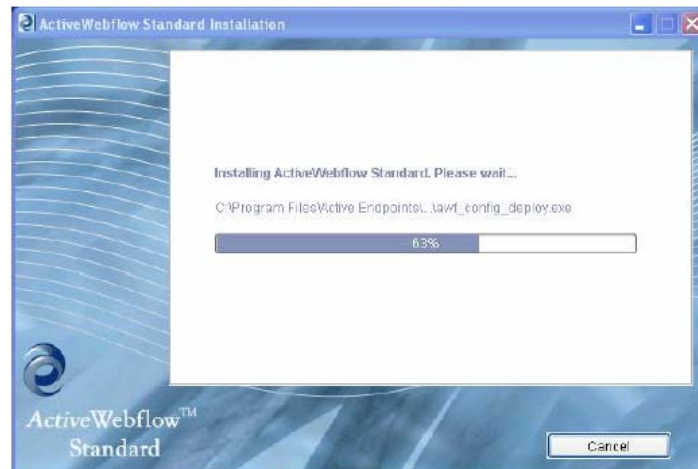 ActiveWebflow Standard Installation
Installing ActiveWebflow Standard. Please wait...
C:\Program Files\Active Endpoints\...\awf_config_deploy.exe
63%
ActiveWebflow™
Standard
Cancel